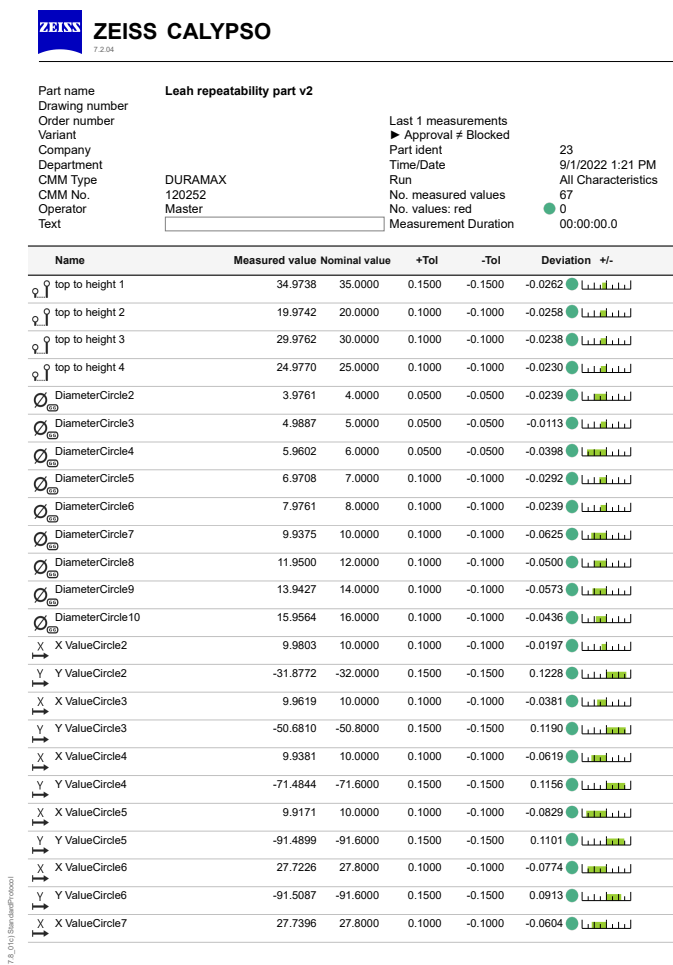 ZEISS
ZEISS CALYPSO
7.2.04
Part name Leah repeatability part v2
Drawing number
Order number Last 1 measurements
Variant ► Approval ≠ Blocked
Company Part ident 23
Department Time/Date 9/1/2022 1:21 PM
CMM Type DURAMAX Run All Characteristics
CMM No. 120252 No. measured values 67
Operator Master No. values: red 0
Text Measurement Duration 00:00:00.0
Name Measured value Nominal value +Tol -Tol Deviation +/-
top to height 1 34.9738 35.0000 0.1500 -0.1500 -0.0262
top to height 2 19.9742 20.0000 0.1000 -0.1000 -0.0258
top to height 3 29.9762 30.0000 0.1000 -0.1000 -0.0238
top to height 4 24.9770 25.0000 0.1000 -0.1000 -0.0230
DiameterCircle2 3.9761 4.0000 0.0500 -0.0500 -0.0239
DiameterCircle3 4.9887 5.0000 0.0500 -0.0500 -0.0113
DiameterCircle4 5.9602 6.0000 0.0500 -0.0500 -0.0398
DiameterCircle5 6.9708 7.0000 0.1000 -0.1000 -0.0292
DiameterCircle6 7.9761 8.0000 0.1000 -0.1000 -0.0239
DiameterCircle7 9.9375 10.0000 0.1000 -0.1000 -0.0625
DiameterCircle8 11.9500 12.0000 0.1000 -0.1000 -0.0500
DiameterCircle9 13.9427 14.0000 0.1000 -0.1000 -0.0573
DiameterCircle10 15.9564 16.0000 0.1000 -0.1000 -0.0436
X X ValueCircle2 9.9803 10.0000 0.1000 -0.1000 -0.0197
Y Y ValueCircle2 -31.8772 -32.0000 0.1500 -0.1500 0.1228
X X ValueCircle3 9.9619 10.0000 0.1000 -0.1000 -0.0381
Y Y ValueCircle3 -50.6810 -50.8000 0.1500 -0.1500 0.1190
X X ValueCircle4 9.9381 10.0000 0.1000 -0.1000 -0.0619
Y Y ValueCircle4 -71.4844 -71.6000 0.1500 -0.1500 0.1156
X X ValueCircle5 9.9171 10.0000 0.1000 -0.1000 -0.0829
Y Y ValueCircle5 -91.4899 -91.6000 0.1500 -0.1500 0.1101
X X ValueCircle6 27.7226 27.8000 0.1000 -0.1000 -0.0774
Y Y ValueCircle6 -91.5087 -91.6000 0.1500 -0.1500 0.0913
X X ValueCircle7 27.7396 27.8000 0.1000 -0.1000 -0.0604
7.8_01c) StandardProtocol